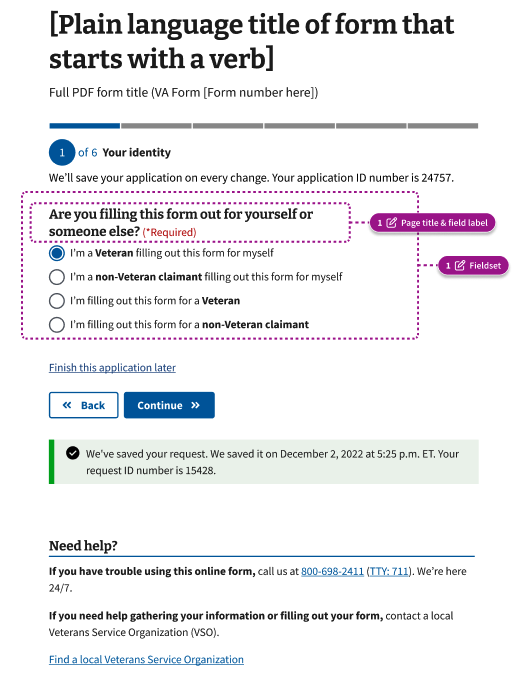 [Plain language title of form that
starts with a verb]
Full PDF form title (VA Form [Form number here])
1 of 6 Your identity
We'll save your application on every change. Your application ID number is 24757.
Are you filling this form out for yourself or
someone else? (*Required)
1 Page title & field label
I'm a Veteran filling out this form for myself
1 Fieldset
I'm a non-Veteran claimant filling out this form for myself
I'm filling out this form for a Veteran
I'm filling out this form for a non-Veteran claimant
Finish this application later
Back
Continue
We've saved your request. We saved it on December 2, 2022 at 5:25 p.m. ET. Your
request ID number is 15428.
Need help?
If you have trouble using this online form, call us at 800-698-2411 (TTY: 711). We're here
24/7.
If you need help gathering your information or filling out your form, contact a local
Veterans Service Organization (VSO).
Find a local Veterans Service Organization